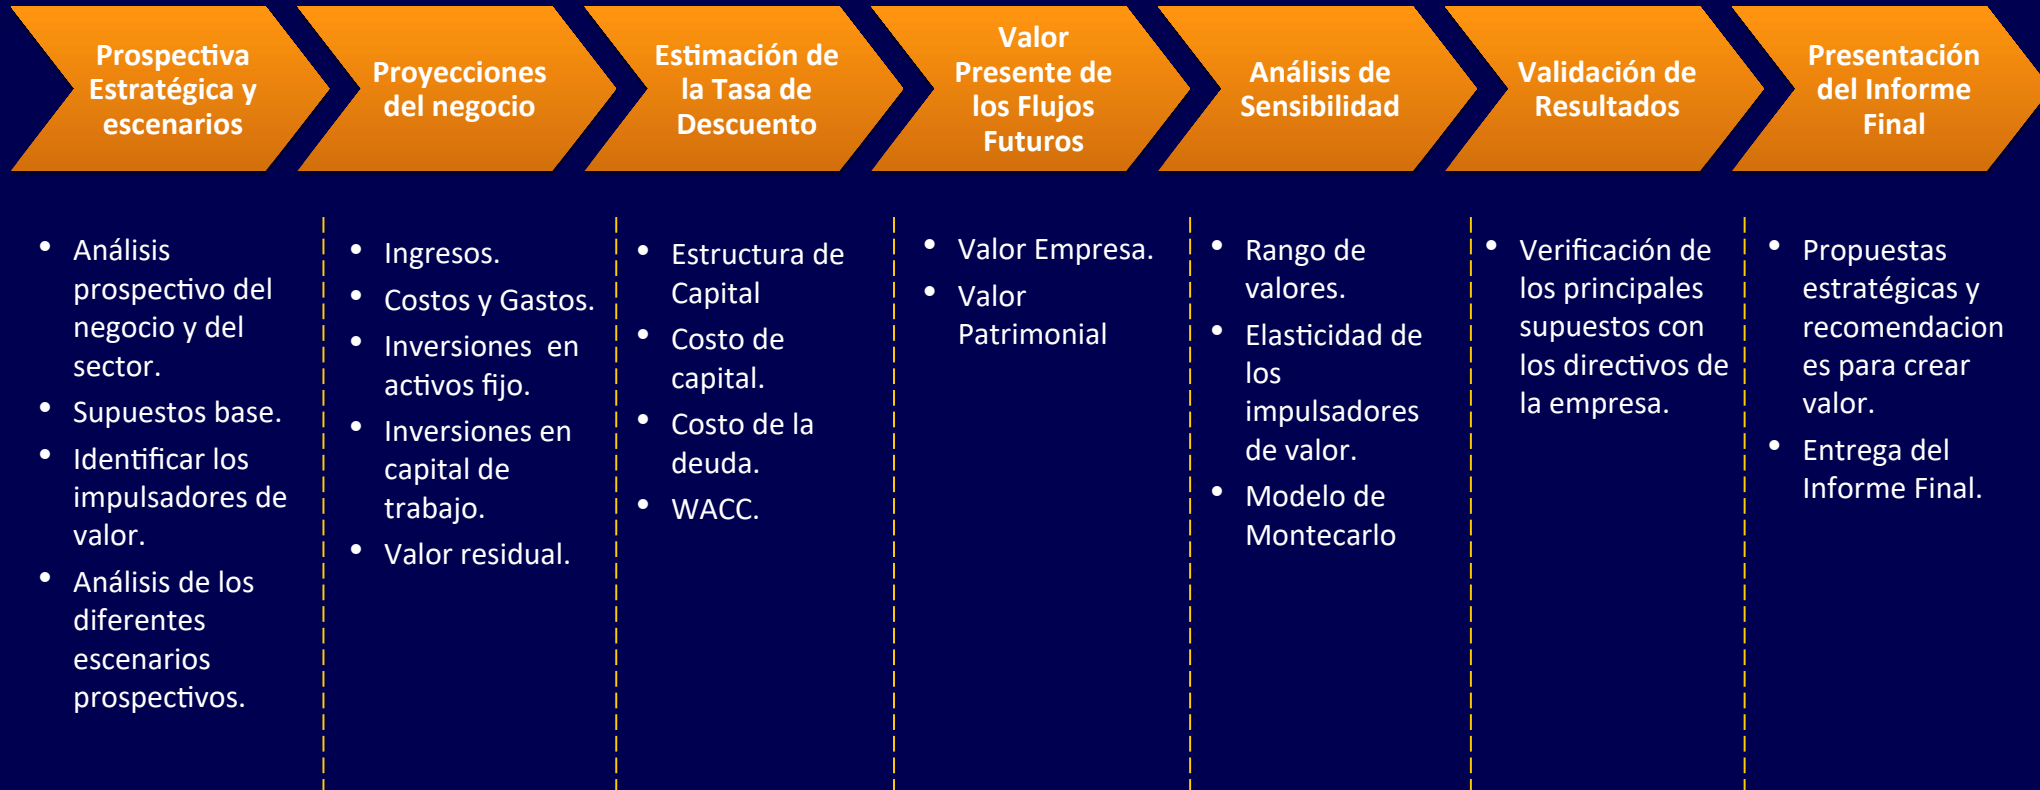 Prospectiva
Estratégica y
escenarios
Proyecciones
del negocio
Estimación de
la Tasa de
Descuento
Valor
Presente de
los Flujos
Futuros
Análisis de
Sensibilidad
Validación de
Resultados
Presentación
del Informe
Final
• Análisis
prospectivo del
negocio y del
sector.
• Supuestos base.
• Identificar los
impulsadores de
valor.
• Análisis de los
diferentes
escenarios
prospectivos.
• Ingresos.
• Costos y Gastos.
• Inversiones en
activos fijo.
• Inversiones en
capital de
trabajo.
• Valor residual.
• Estructura de
Capital
• Costo de
capital.
• Costo de la
deuda.
• WACC.
• Valor Empresa.
• Valor
Patrimonial
• Rango de
valores.
• Elasticidad de
los
impulsadores
de valor.
• Modelo de
Montecarlo
• Verificación de
los principales
supuestos con
los directivos de
la empresa.
• Propuestas
estratégicas y
recomendacion
es para crear
valor.
• Entrega del
Informe Final.